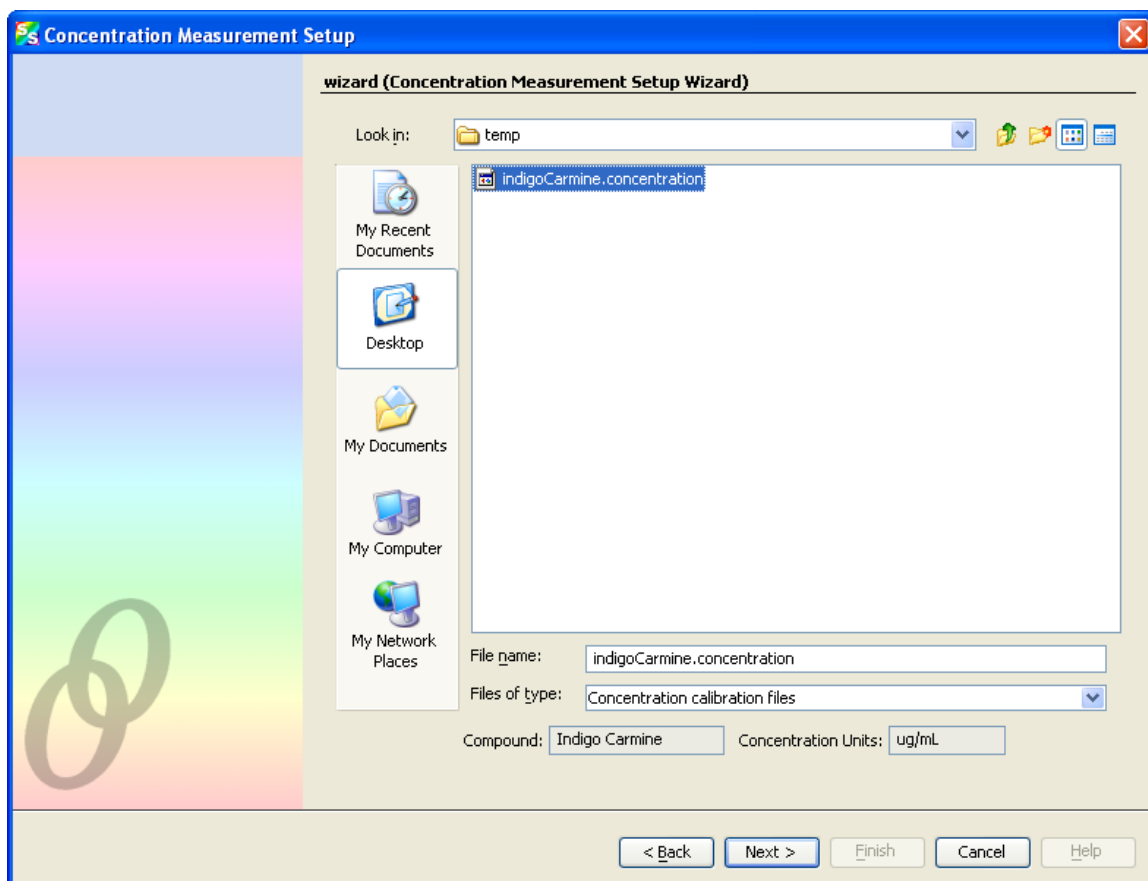 Concentration Measurement Setup
wizard (Concentration Measurement Setup Wizard)
Look in:
temp
indigoCarmine.concentration
My Recent
Documents
Desktop
My Documents
My Computer
My Network
Places
File name:
indigoCarmine.concentration
Files of type:
Concentration calibration files
Compound:
Indigo Carmine
Concentration Units:
ug/mL
< Back
Next >
Finish
Cancel
Help